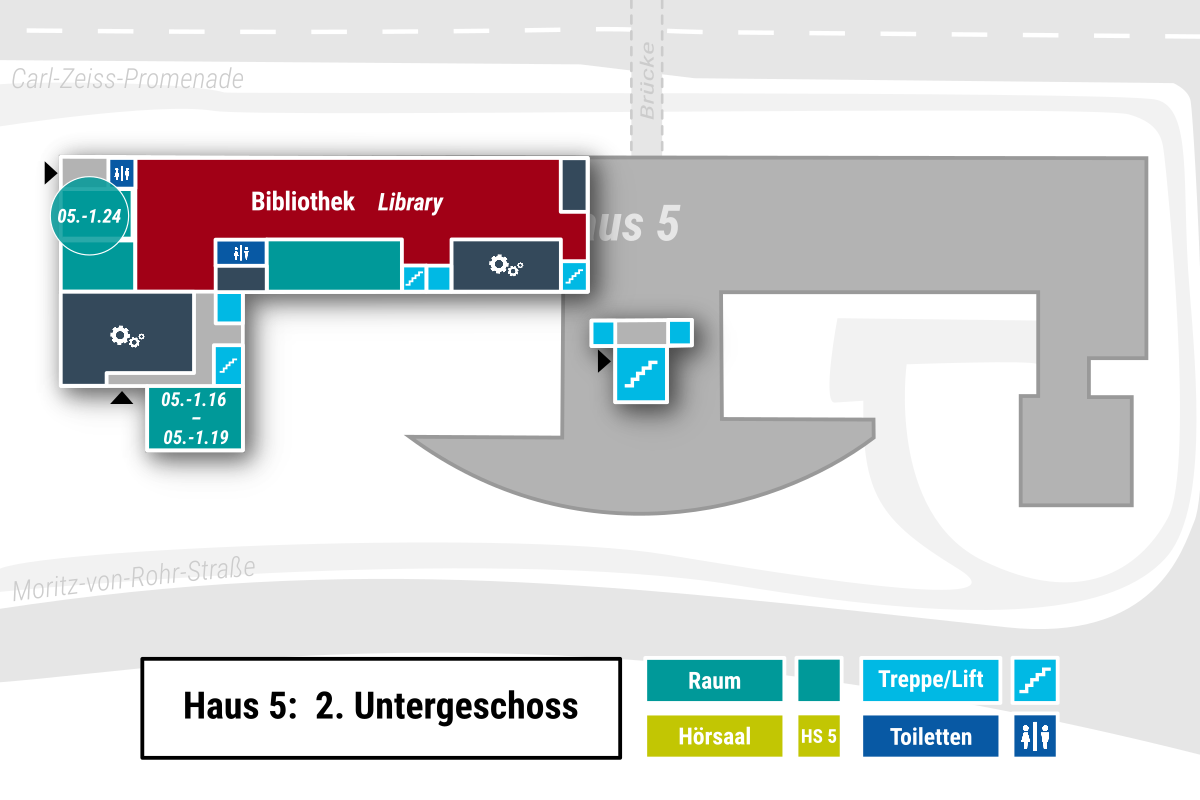 Brücke
Carl-Zeiss-Promenade
Bibliothek Library
05.-1.24
aus 5
05.-1.16
–
05.-1.19
Moritz-von-Rohr-Straße
Haus 5: 2. Untergeschoss
Raum
Treppe/Lift
Hörsaal
HS 5
Toiletten